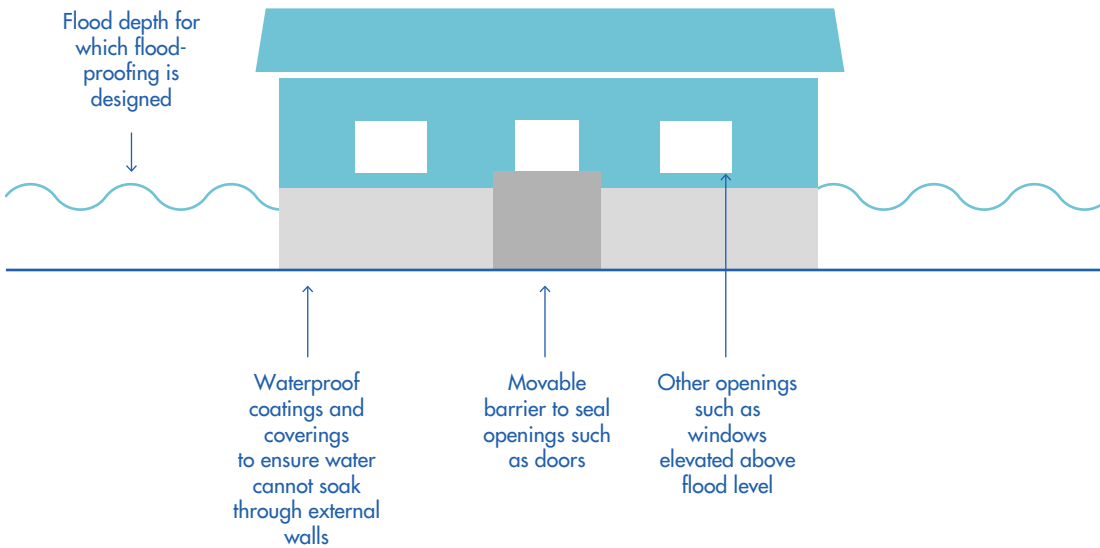 Flood depth for
which flood-
proofing is
designed
Waterproof
coatings and
coverings
to ensure water
cannot soak
through external
walls
Movable
barrier to seal
openings such
as doors
Other openings
such as
windows
elevated above
flood level